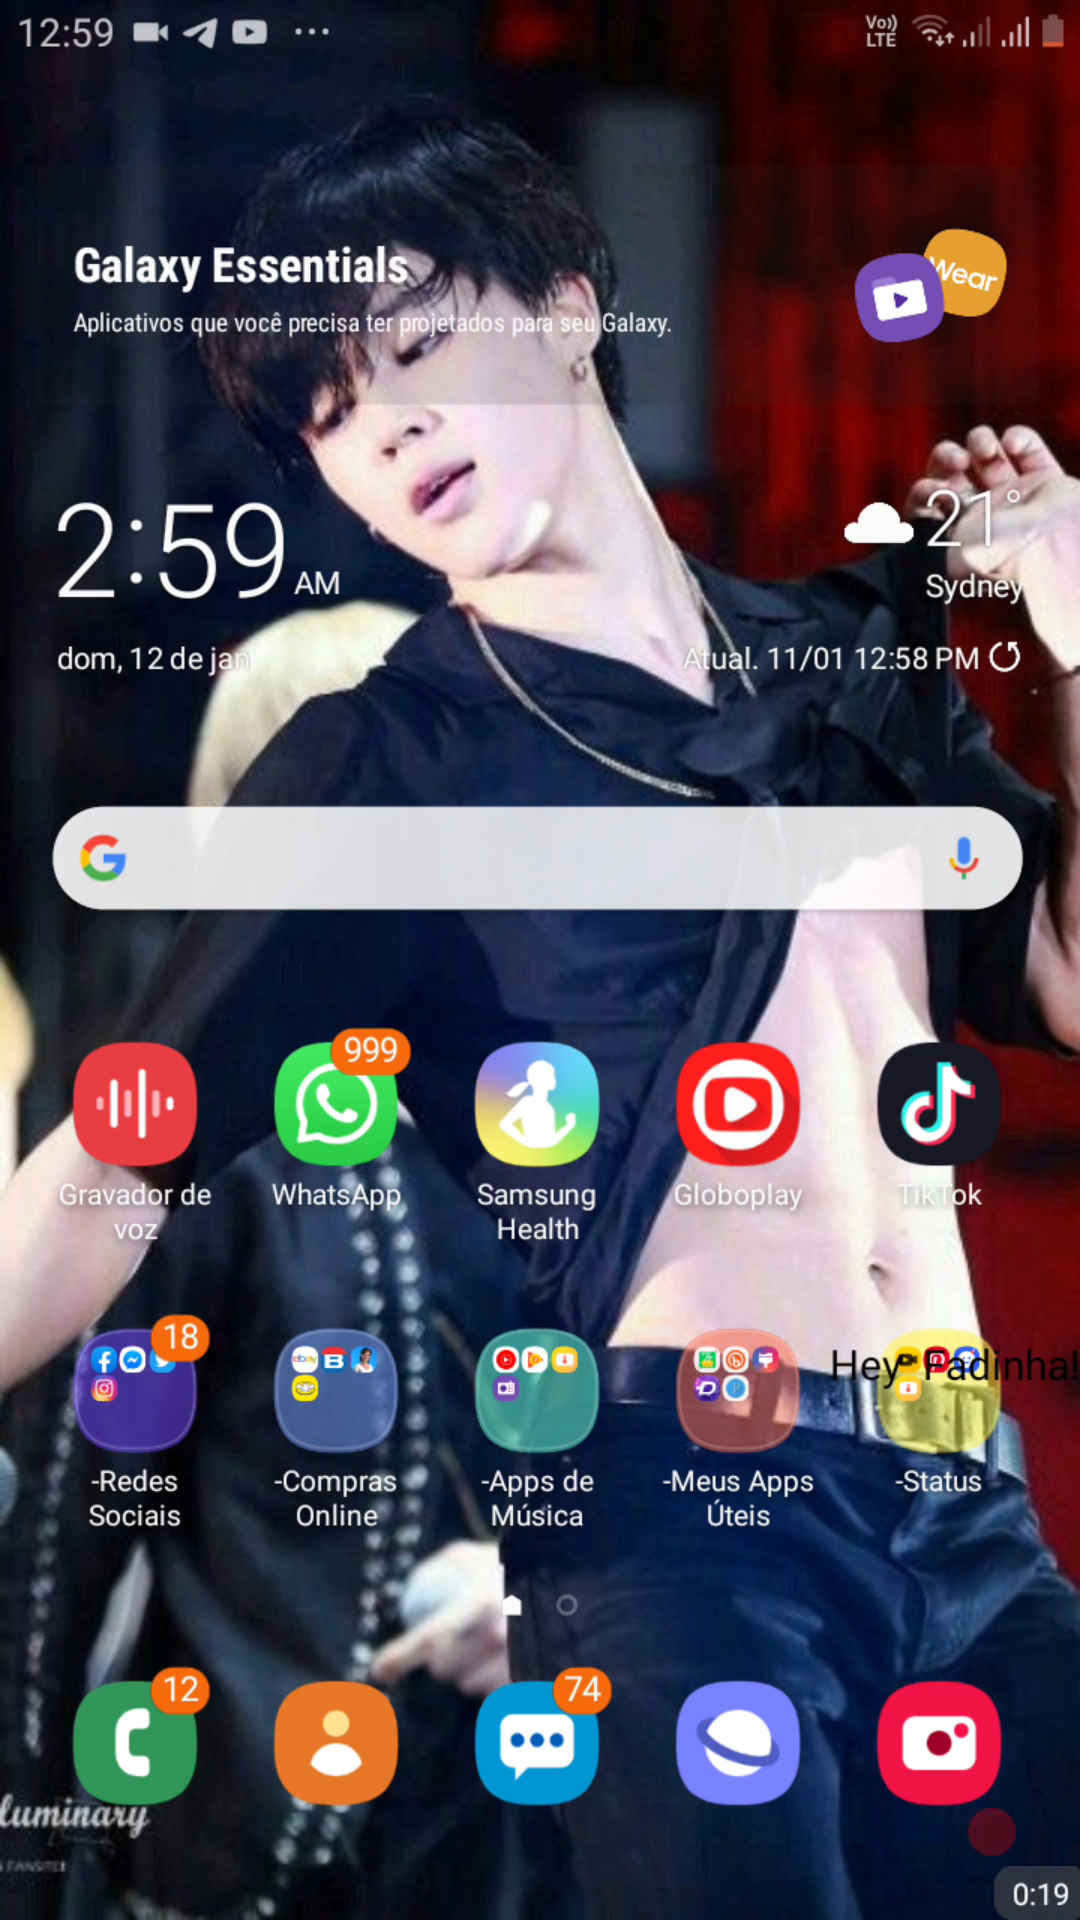 12:59
Vo))
LTE
Galaxy Essentials
Wear
Aplicativos que você precisa ter projetados para seu Galaxy.
2:59 AM
21°
Sydney
dom, 12 de jan
Atual. 11/01 12:58 PM
999
Gravador de
voz
WhatsApp
Samsung
Health
Globoplay
TikTok
18
ebay
Hey Fadinha!
-Redes
Sociais
-Compras
Online
-Apps de
Música
-Meus Apps
Úteis
-Status
12
74
luminary
FANSITE
0:19